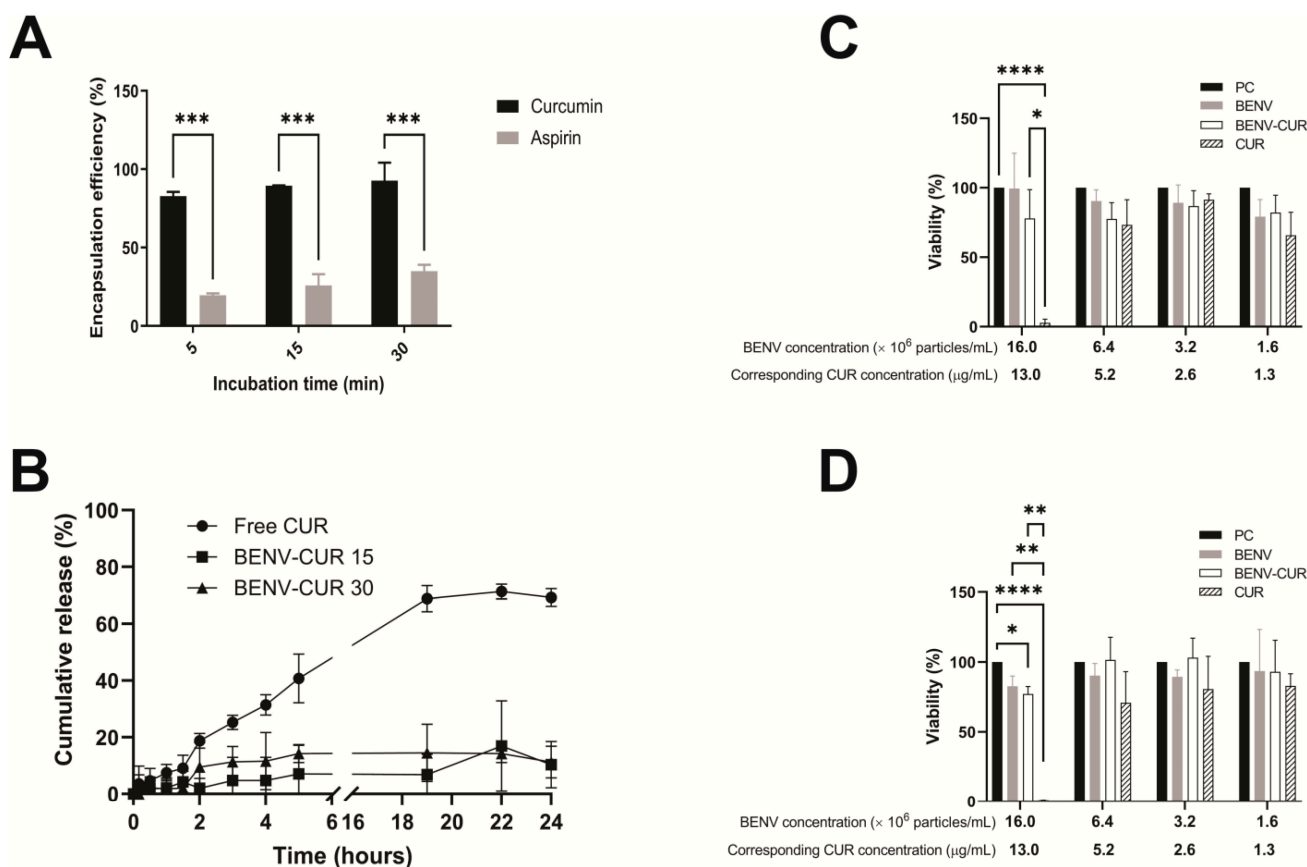 A
Encapsulation efficiency (%)
150
100
50
0
***
***
***
Curcumin
Aspirin
5
15
30
Incubation time (min)
B
Cumulative release (%)
100
80
60
40
20
0
Free CUR
BENV-CUR 15
BENV-CUR 30
0 2 4 6 16 18 20 22 24
Time (hours)
C
Viability (%)
150
100
50
0
****
*
PC
BENV
BENV-CUR
CUR
BENV concentration (× 10⁶ particles/mL) 16.0 6.4 3.2 1.6
Corresponding CUR concentration (μg/mL) 13.0 5.2 2.6 1.3
D
Viability (%)
150
100
50
0
**
**
****
*
PC
BENV
BENV-CUR
CUR
BENV concentration (× 10⁶ particles/mL) 16.0 6.4 3.2 1.6
Corresponding CUR concentration (μg/mL) 13.0 5.2 2.6 1.3